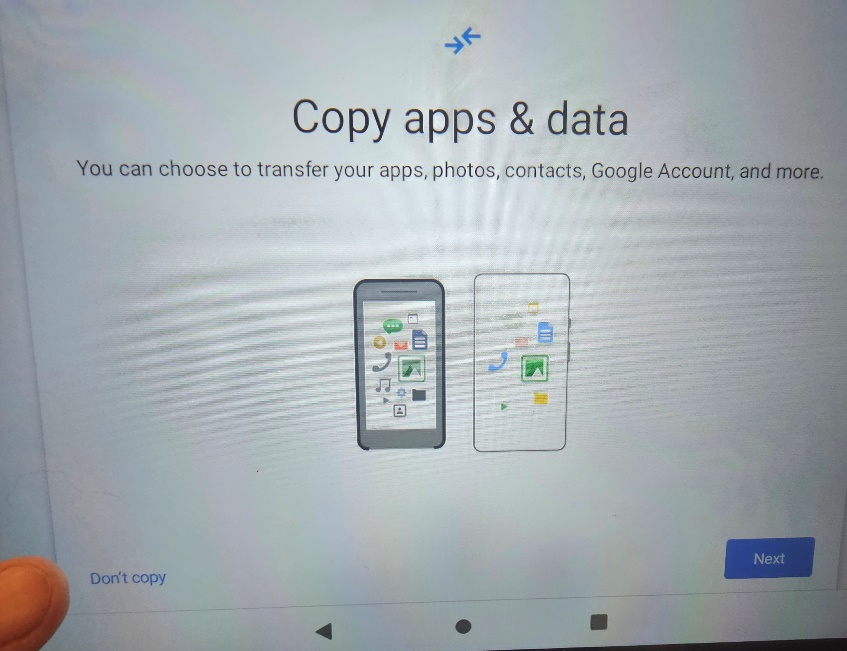 Copy apps & data
You can choose to transfer your apps, photos, contacts, Google Account, and more.
Don't copy
Next